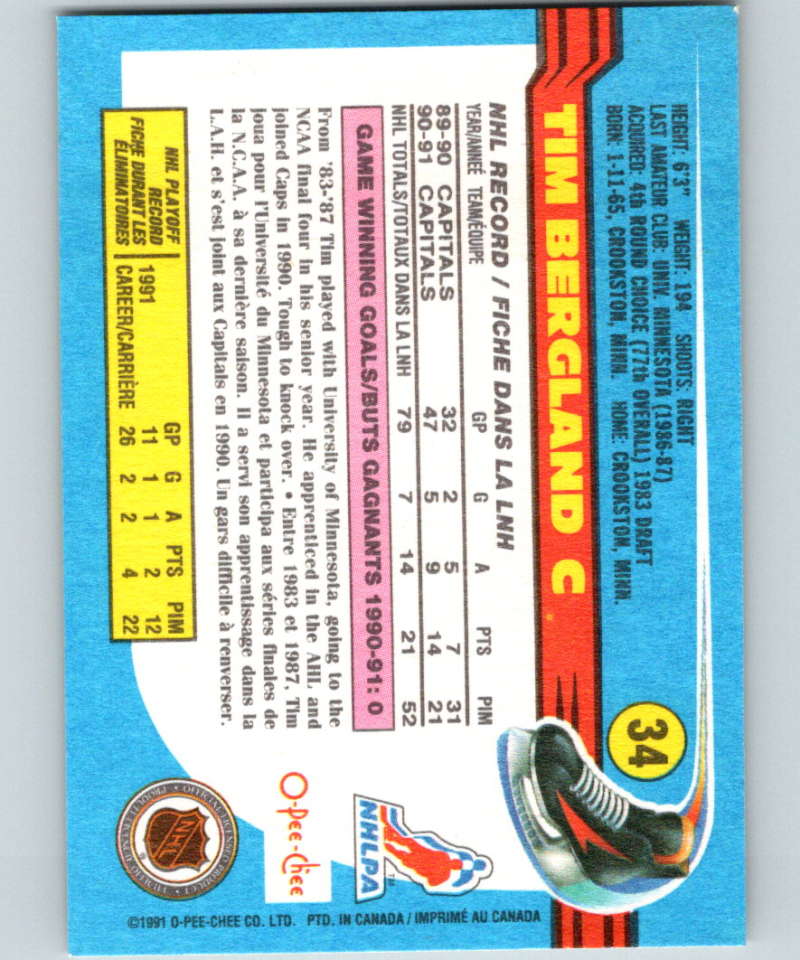 34
HEIGHT: 6'3" WEIGHT: 194 SHOOTS: RIGHT
LAST AMATEUR CLUB: UNIV. MINNESOTA (1986-87)
ACQUIRED: 4th ROUND CHOICE (77th OVERALL) 1983 DRAFT
BORN: 1-11-65, CROOKSTON, MINN. HOME: CROOKSTON, MINN.
TIM BERGLAND C
NHL RECORD / FICHE DANS LA LNH
YEAR/ANNÉE TEAM/ÉQUIPE GP G A PTS PIM
89-90 CAPITALS 32 2 5 7 31
90-91 CAPITALS 47 5 9 14 21
NHL TOTALS/TOTAUX DANS LA LNH 79 7 14 21 52
GAME WINNING GOALS/BUTS GAGNANTS 1990-91: 0
From '83-'87 Tim played with University of Minnesota, going to the
NCAA final four in his senior year. He apprenticed in the AHL and
joined Caps in 1990. Tough to knock over. • Entre 1983 et 1987, Tim
joua pour l'Université du Minnesota et participa aux séries finales de
la N.C.A.A. à sa dernière saison. Il a servi son apprentissage dans la
L.A.H. et s'est joint aux Capitals en 1990. Un gars difficile à renverser.
NHL PLAYOFF
RECORD
FICHE DURANT LES
ÉLIMINATOIRES
GP G A PTS PIM
1991 11 1 1 2 12
CAREER/CARRIÈRE 26 2 2 4 22
NHLPA
TM
O-Pee-Chee
NHL
OFFICIAL LICENSED PRODUCT
©1991 O-PEE-CHEE CO. LTD. PTD. IN CANADA / IMPRIMÉ AU CANADA